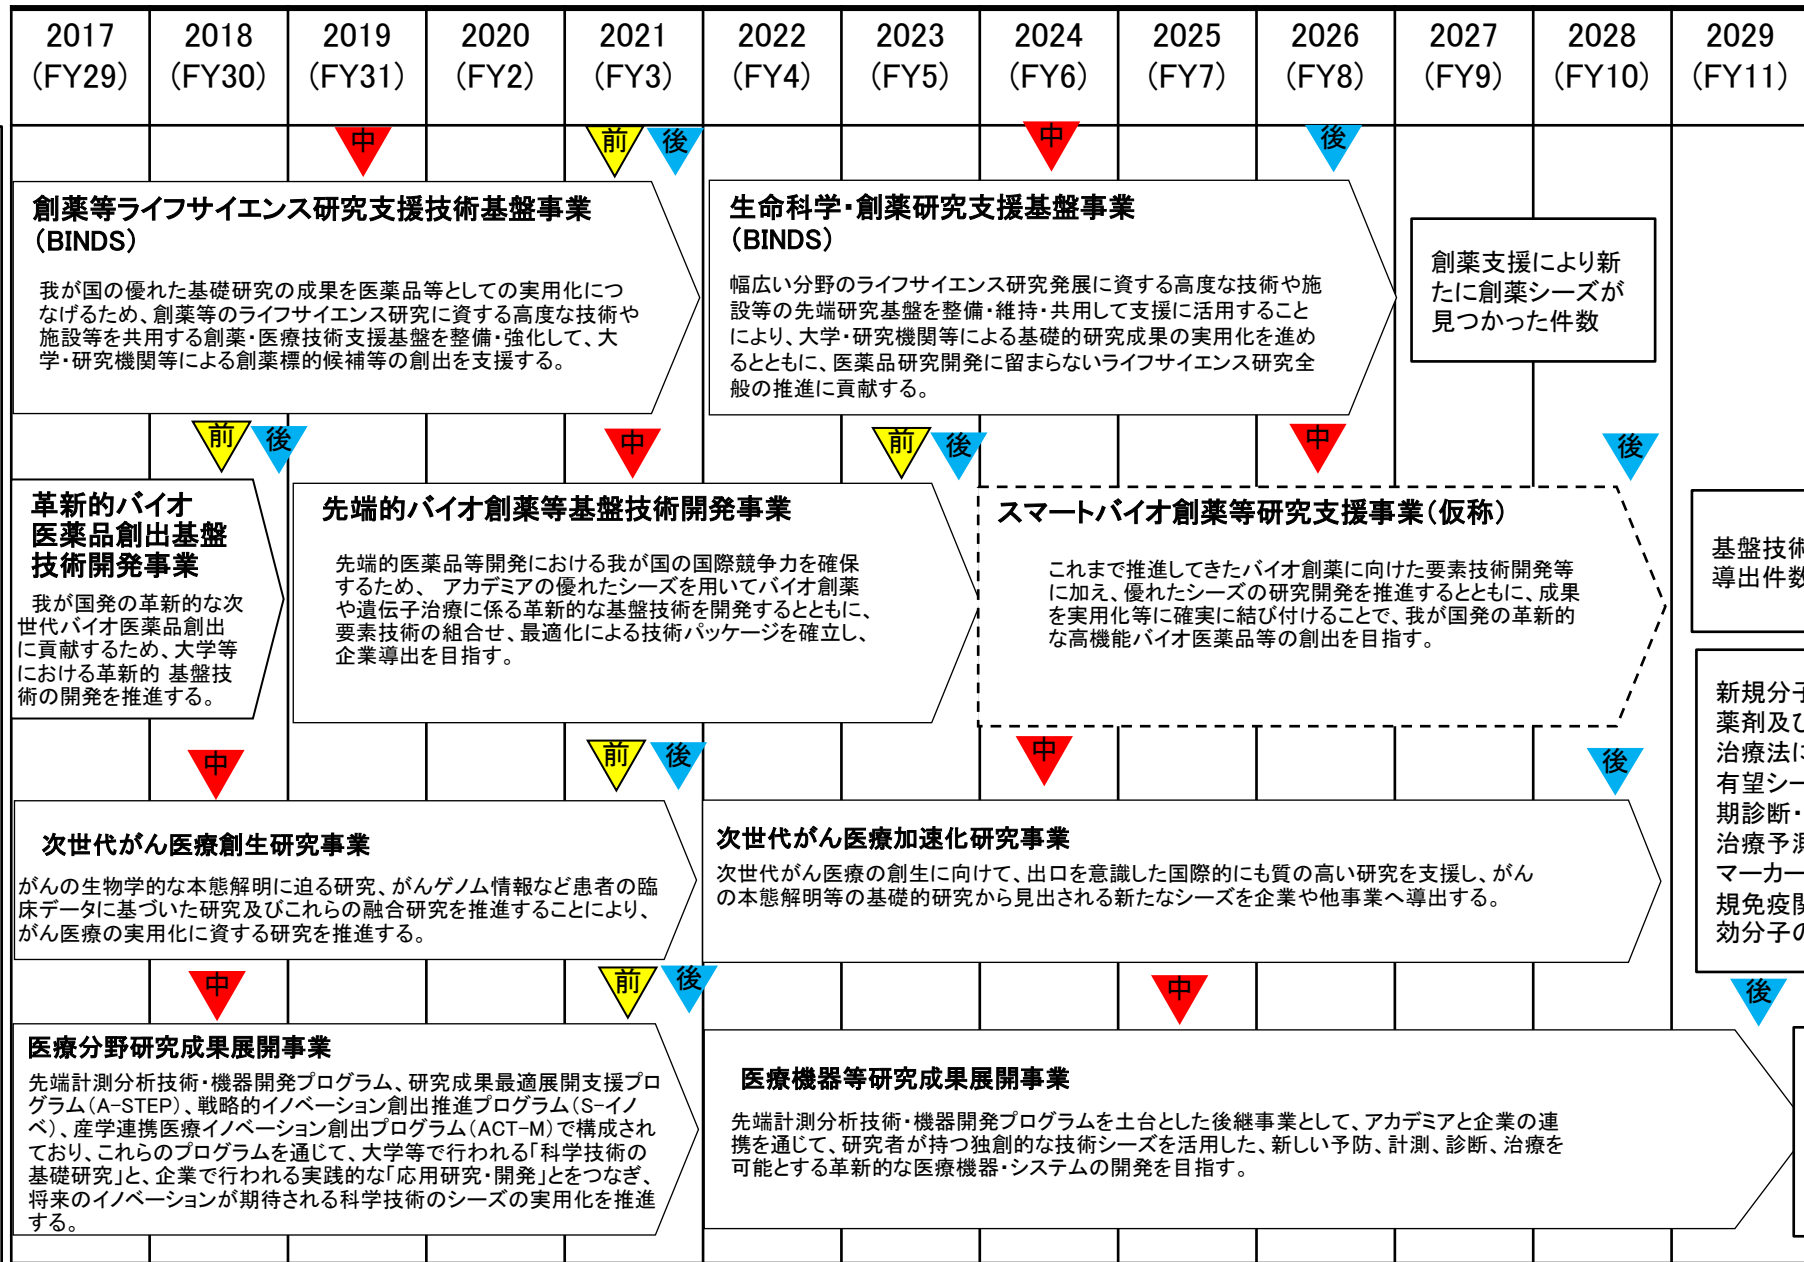 2017 2018 2019 2020 2021 2022 2023 2024 2025 2026 2027 2028 2029
(FY29) (FY30) (FY31) (FY2) (FY3) (FY4) (FY5) (FY6) (FY7) (FY8) (FY9) (FY10) (FY11)
中 前 後 中 後
創薬等ライフサイエンス研究支援技術基盤事業
(BINDS)
我が国の優れた基礎研究の成果を医薬品等としての実用化につ
なげるため、創薬等のライフサイエンス研究に資する高度な技術や
施設等を共用する創薬・医療技術支援基盤を整備・強化して、大
学・研究機関等による創薬標的候補等の創出を支援する。
生命科学・創薬研究支援基盤事業
(BINDS)
幅広い分野のライフサイエンス研究発展に資する高度な技術や施
設等の先端研究基盤を整備・維持・共用して支援に活用すること
により、大学・研究機関等による基礎的研究成果の実用化を進め
るとともに、医薬品研究開発に留まらないライフサイエンス研究全
般の推進に貢献する。
創薬支援により新
たに創薬シーズが
見つかった件数
前 後 中 前 後 中 後
革新的バイオ
医薬品創出基盤
技術開発事業
我が国発の革新的な次
世代バイオ医薬品創出
に貢献するため、大学等
における革新的 基盤技
術の開発を推進する。
先端的バイオ創薬等基盤技術開発事業
先端的医薬品等開発における我が国の国際競争力を確保
するため、 アカデミアの優れたシーズを用いてバイオ創薬
や遺伝子治療に係る革新的な基盤技術を開発するとともに、
要素技術の組合せ、最適化による技術パッケージを確立し、
企業導出を目指す。
スマートバイオ創薬等研究支援事業(仮称)
これまで推進してきたバイオ創薬に向けた要素技術開発等
に加え、優れたシーズの研究開発を推進するとともに、成果
を実用化等に確実に結び付けることで、我が国発の革新的
な高機能バイオ医薬品等の創出を目指す。
基盤技術
導出件数
中 前 後 中 後
次世代がん医療創生研究事業
がんの生物学的な本態解明に迫る研究、がんゲノム情報など患者の臨
床データに基づいた研究及びこれらの融合研究を推進することにより、
がん医療の実用化に資する研究を推進する。
次世代がん医療加速化研究事業
次世代がん医療の創生に向けて、出口を意識した国際的にも質の高い研究を支援し、がん
の本態解明等の基礎的研究から見出される新たなシーズを企業や他事業へ導出する。
新規分子
薬剤及び
治療法に
有望シー
期診断・
治療予測
マーカー
規免疫関
効分子の
中 前 後 中 後
医療分野研究成果展開事業
先端計測分析技術・機器開発プログラム、研究成果最適展開支援プロ
グラム(A-STEP)、戦略的イノベーション創出推進プログラム(S-イノ
ベ)、産学連携医療イノベーション創出プログラム(ACT-M)で構成され
ており、これらのプログラムを通じて、大学等で行われる「科学技術の
基礎研究」と、企業で行われる実践的な「応用研究・開発」とをつなぎ、
将来のイノベーションが期待される科学技術のシーズの実用化を推進
する。
医療機器等研究成果展開事業
先端計測分析技術・機器開発プログラムを土台とした後継事業として、アカデミアと企業の連
携を通じて、研究者が持つ独創的な技術シーズを活用した、新しい予防、計測、診断、治療を
可能とする革新的な医療機器・システムの開発を目指す。